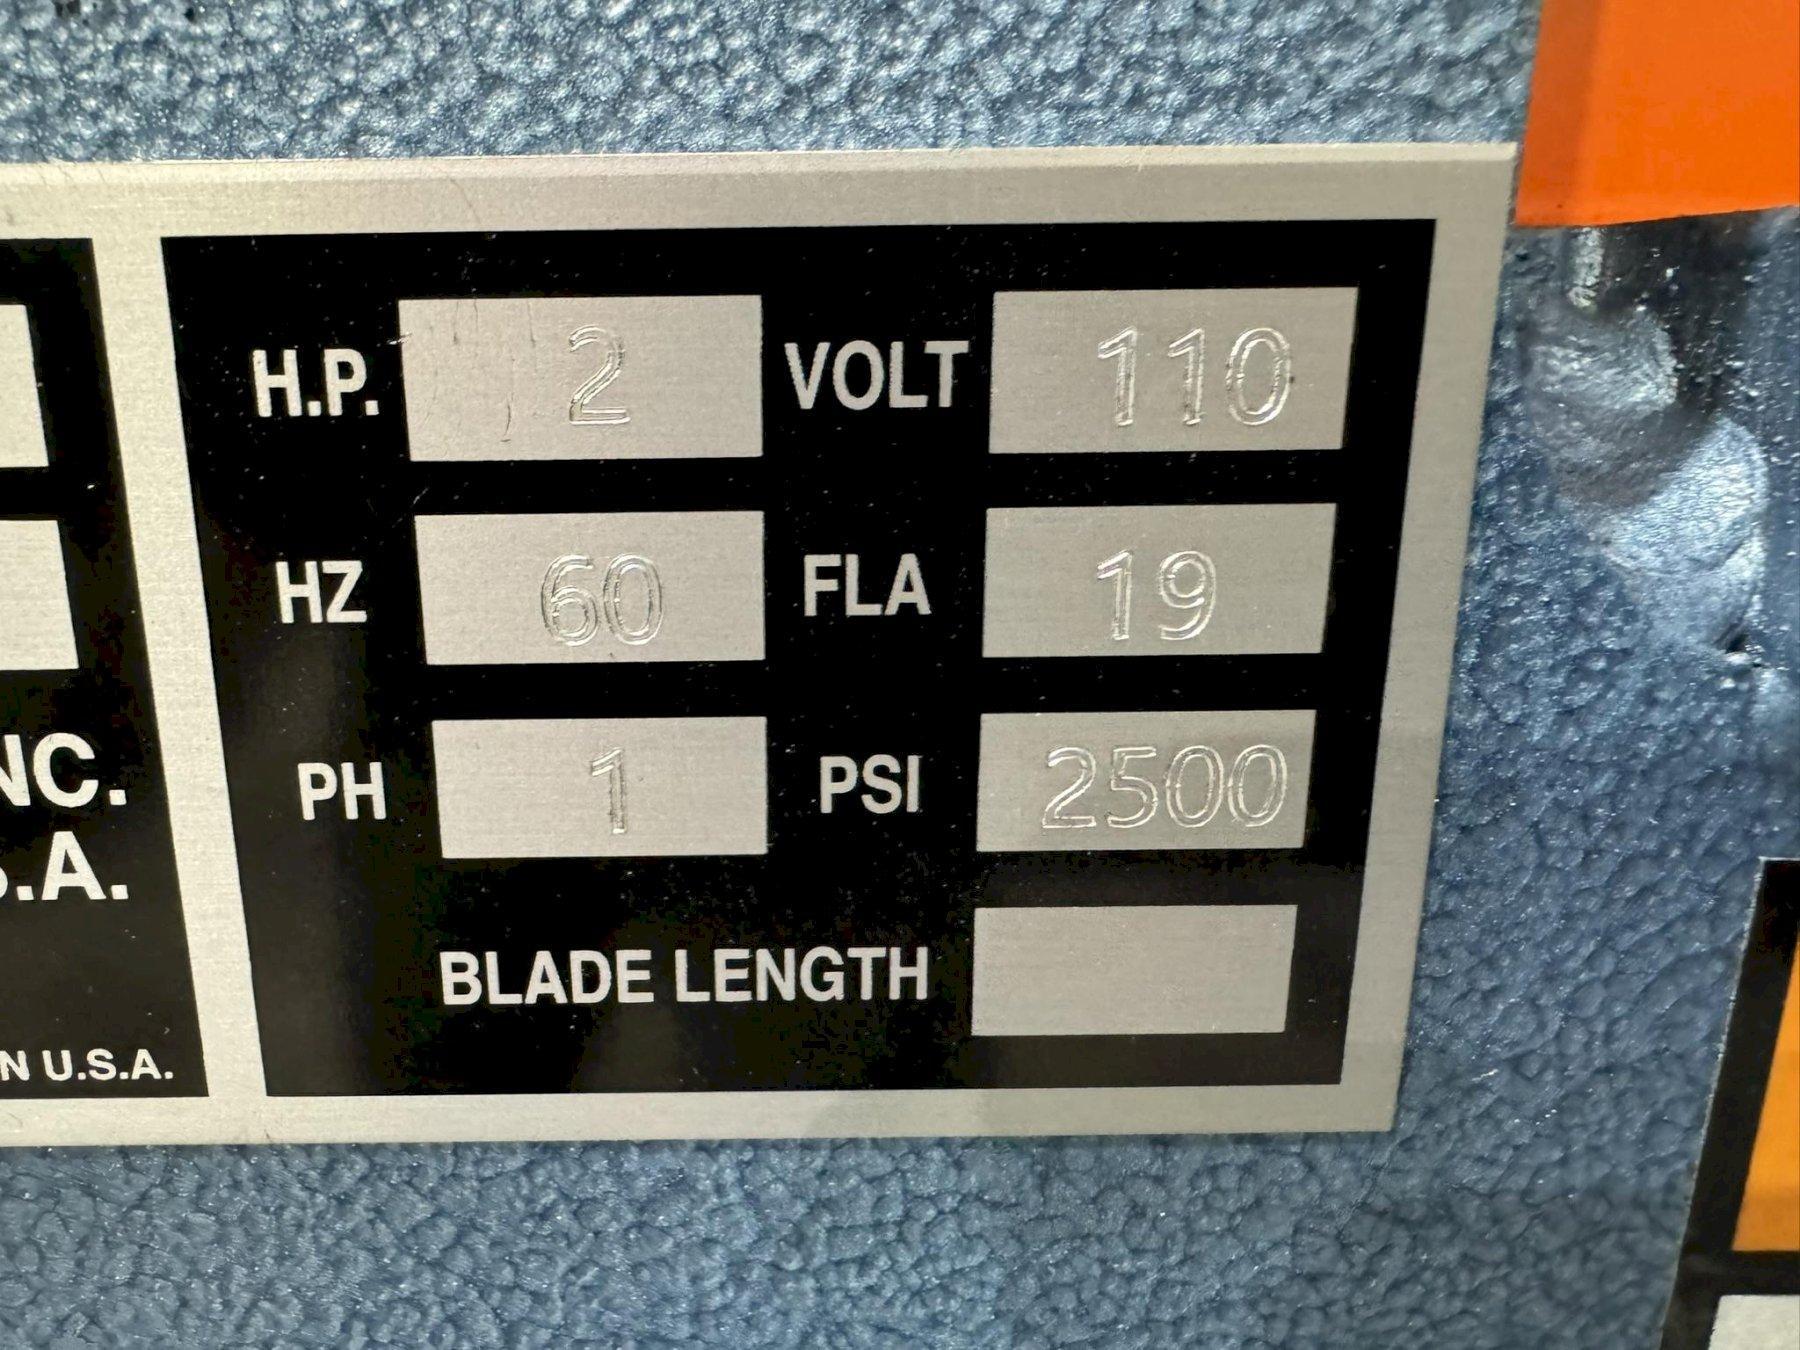 H.P. 2 VOLT 110
HZ 60 FLA 19
NC. PH 1 PSI 2500
S.A.
BLADE LENGTH
N U.S.A.